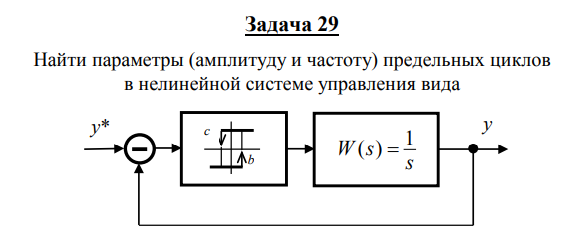 Задача 29
Найти параметры (амплитуду и частоту) предельных циклов
в нелинейной системе управления вида
y* c b W(s) = 1/s y